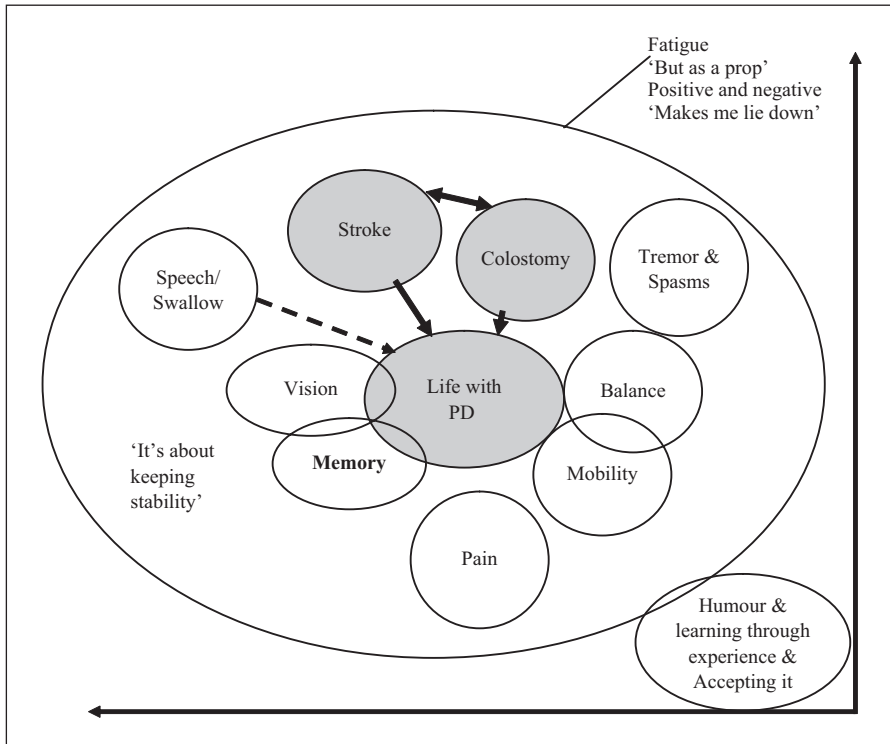 Fatigue
‘But as a prop’
Positive and negative
‘Makes me lie down’
Stroke
Colostomy
Tremor &
Spasms
Speech/
Swallow
Vision
Life with
PD
Balance
Memory
Mobility
‘It’s about
keeping
stability’
Pain
Humour &
learning through
experience &
Accepting it